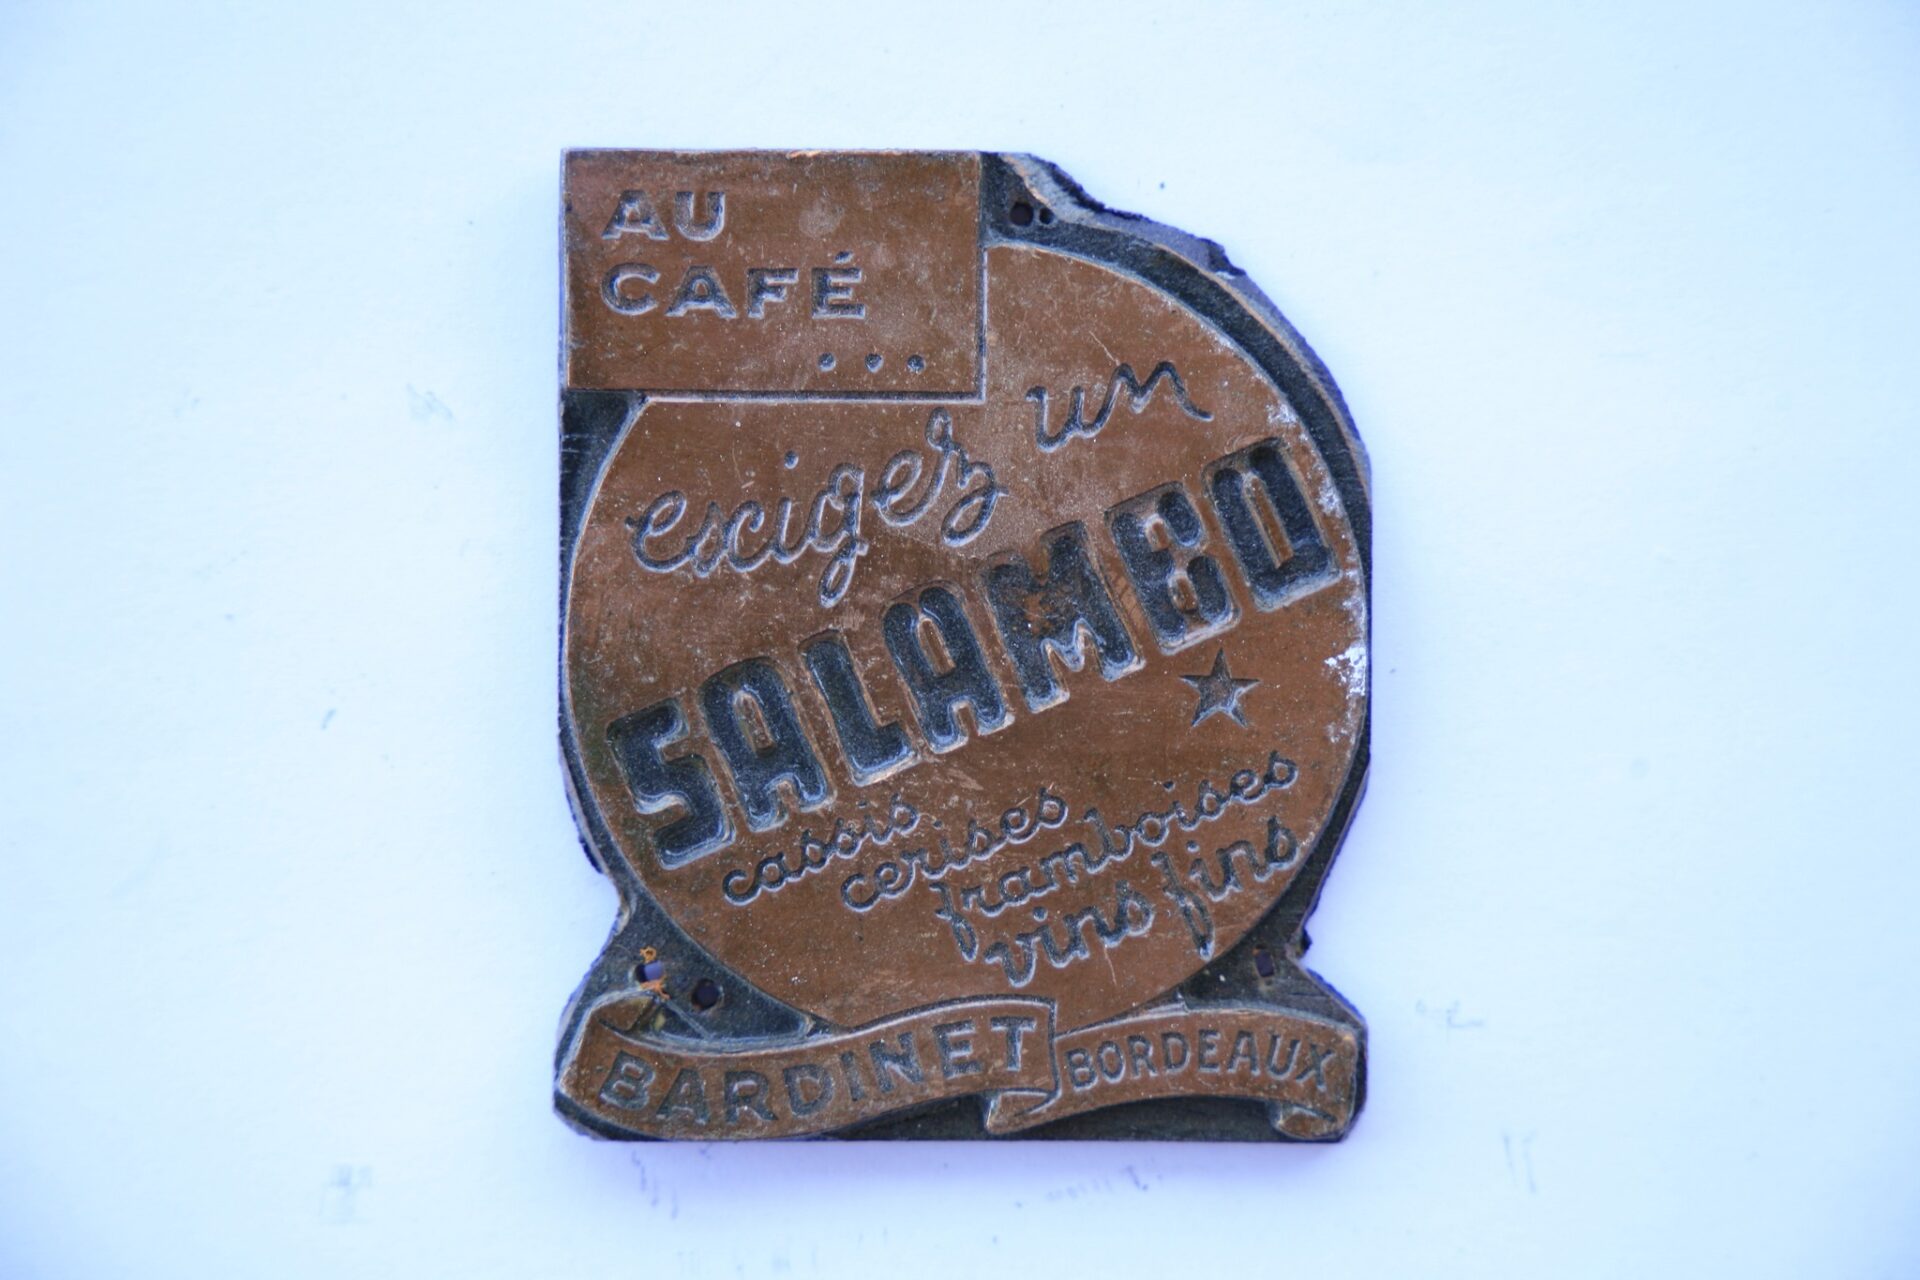 AU
CAFÉ
...
exigez un
SALAMBO
cassis
cerises
framboises
vins fins
BARDINET BORDEAUX